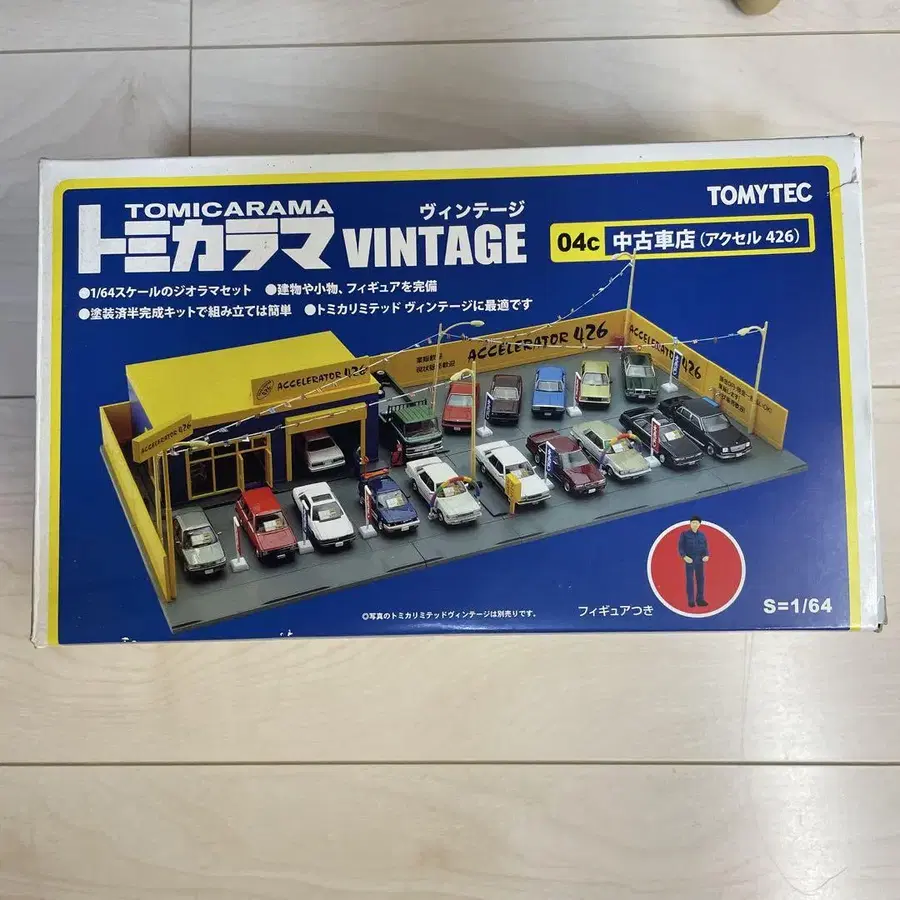 TOMICARAMA
トミカラマ
ヴィンテージ
VINTAGE
TOMYTEC
04c 中古車店 (アクセル 426)
●1/64スケールのジオラマセット ●建物や小物、フィギュアを完備
●塗装済半完成キットで組み立ては簡単 ●トミカリミテッド ヴィンテージに最適です
ACCELERATOR 426
ACCELERATOR 426
ACCELERATOR 426
426
◎写真のトミカリミテッドヴィンテージは別売りです。
フィギュアつき
S=1/64